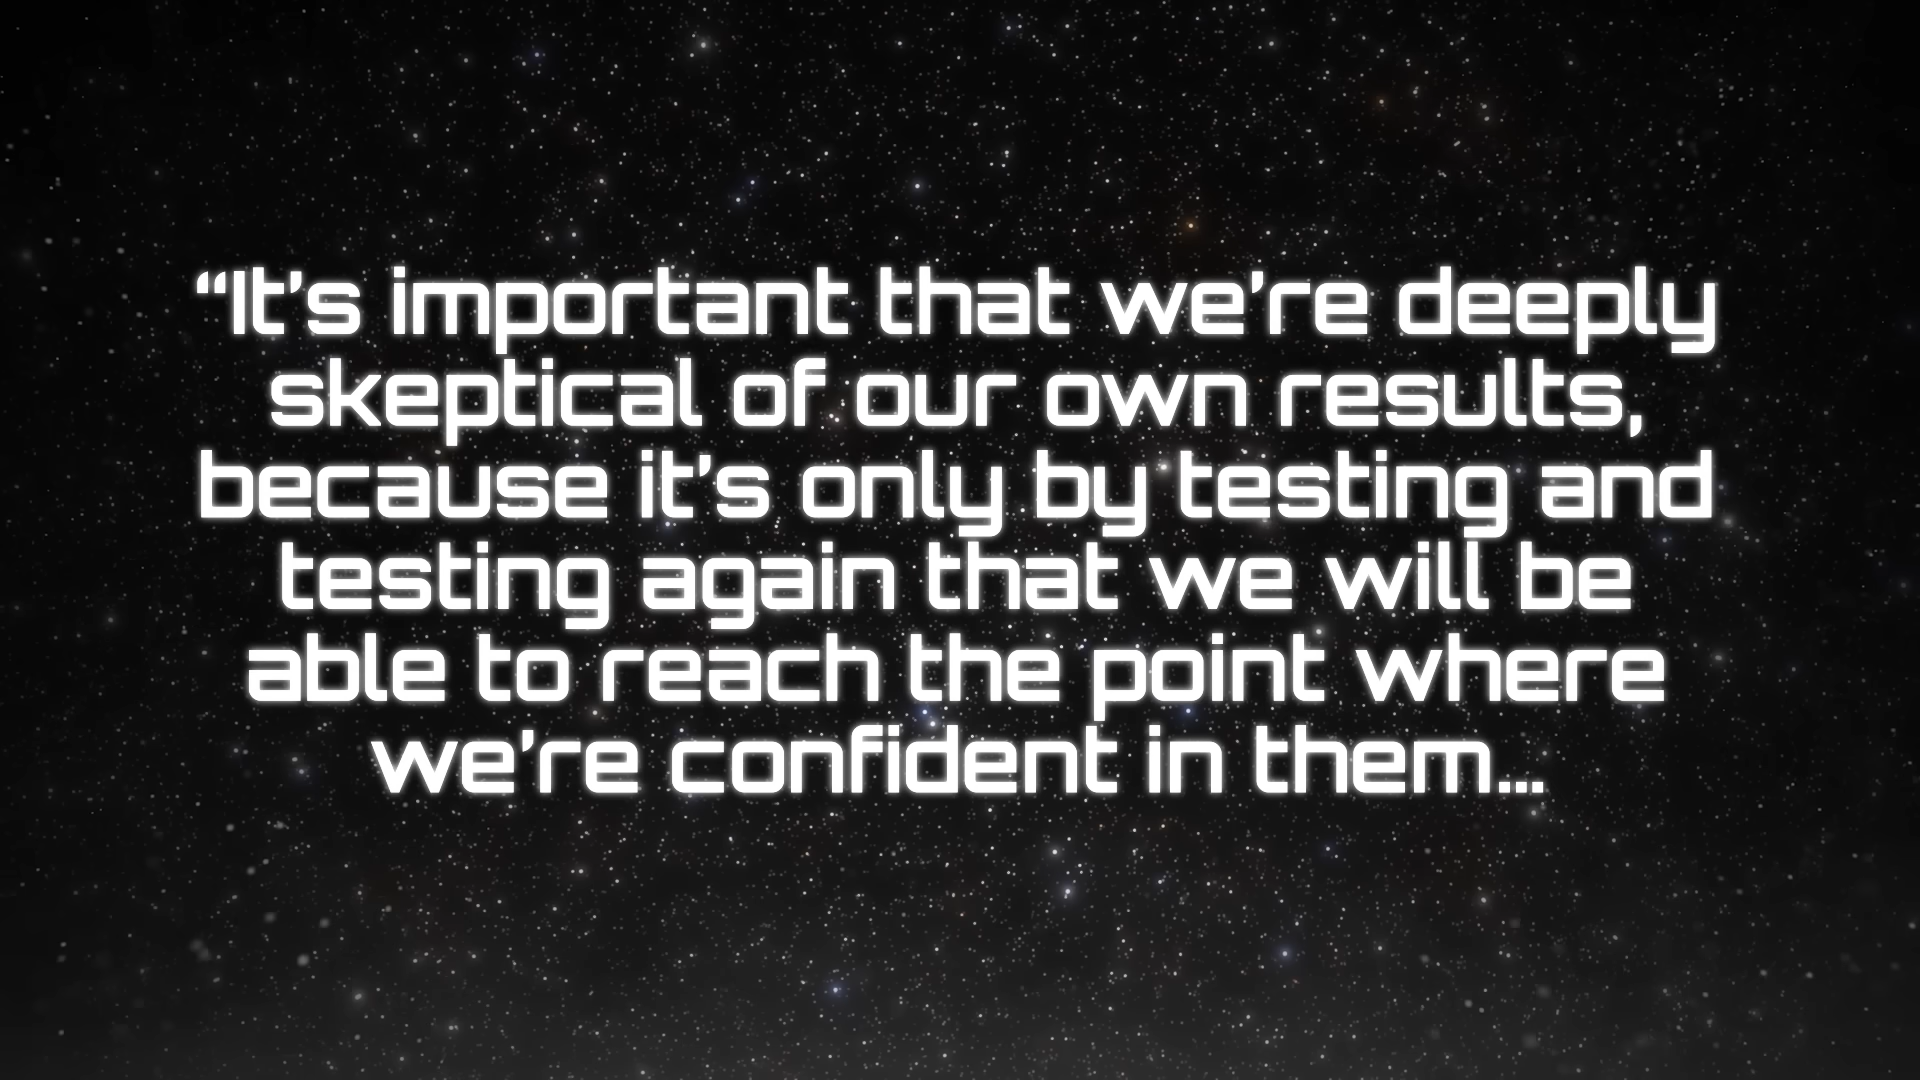 “It’s important that we’re deeply
skeptical of our own results,
because it’s only by testing and
testing again that we will be
able to reach the point where
we’re confident in them...